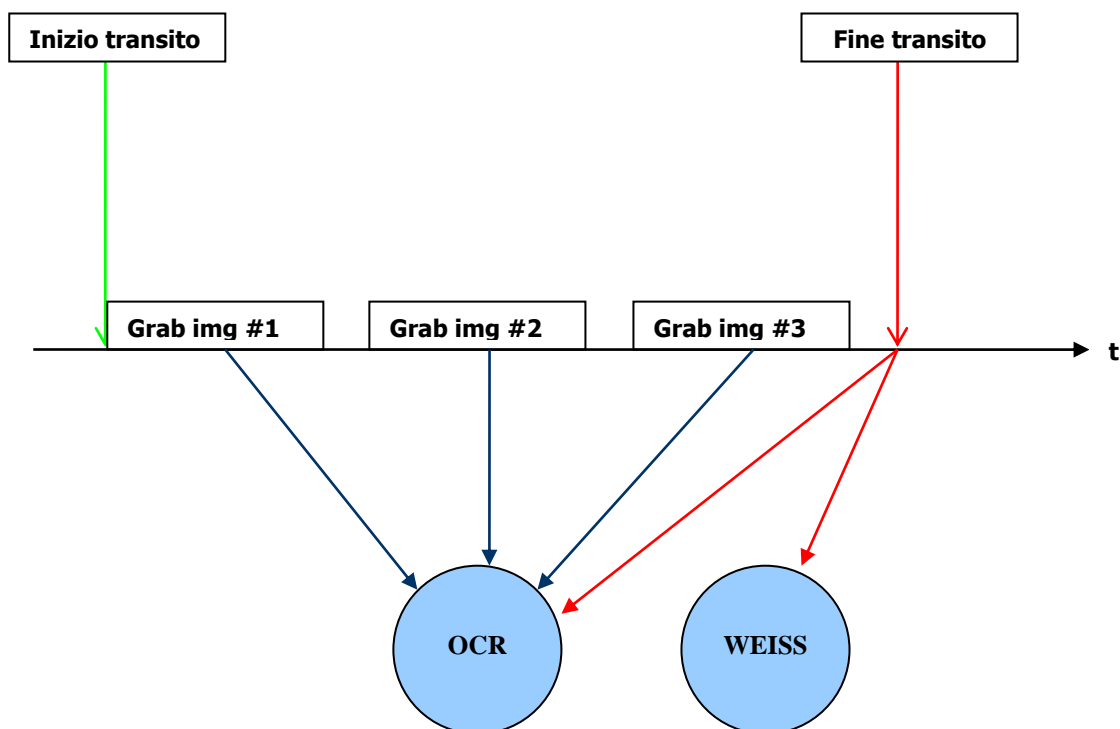 Inizio transito
Fine transito
Grab img #1
Grab img #2
Grab img #3
t
OCR
WEISS